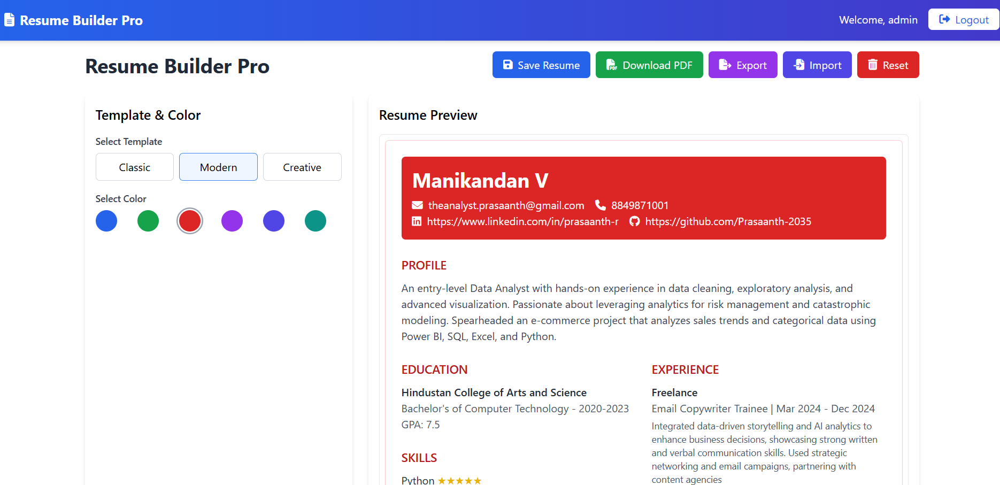 Resume Builder Pro
Welcome, admin
Logout
Resume Builder Pro
Save Resume
Download PDF
Export
Import
Reset
Template & Color
Select Template
Classic
Modern
Creative
Select Color
Resume Preview
Manikandan V
theanalyst.prasaanth@gmail.com 8849871001
https://www.linkedin.com/in/prasaanth-r https://github.com/Prasaanth-2035
PROFILE
An entry-level Data Analyst with hands-on experience in data cleaning, exploratory analysis, and
advanced visualization. Passionate about leveraging analytics for risk management and catastrophic
modeling. Spearheaded an e-commerce project that analyzes sales trends and categorical data using
Power BI, SQL, Excel, and Python.
EDUCATION
Hindustan College of Arts and Science
Bachelor's of Computer Technology - 2020-2023
GPA: 7.5
SKILLS
Python ★★★★★
EXPERIENCE
Freelance
Email Copywriter Trainee | Mar 2024 - Dec 2024
Integrated data-driven storytelling and AI analytics to
enhance business decisions, showcasing strong written
and verbal communication skills. Used strategic
networking and email campaigns, partnering with
content agencies